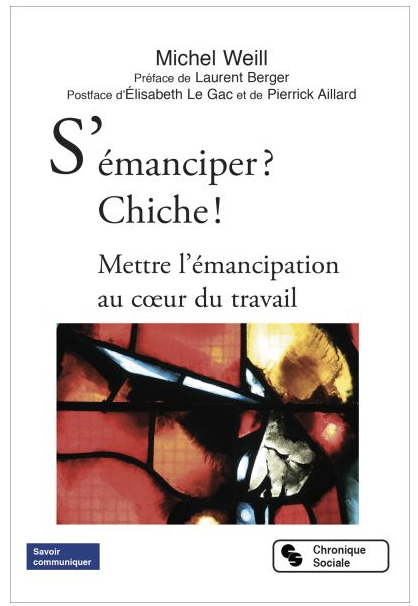 Michel Weill
Préface de Laurent Berger
Postface d'Élisabeth Le Gac et de Pierrick Aillard
S'émanciper ?
Chiche !
Mettre l'émancipation
au cœur du travail
Savoir
communiquer
Chronique
Sociale